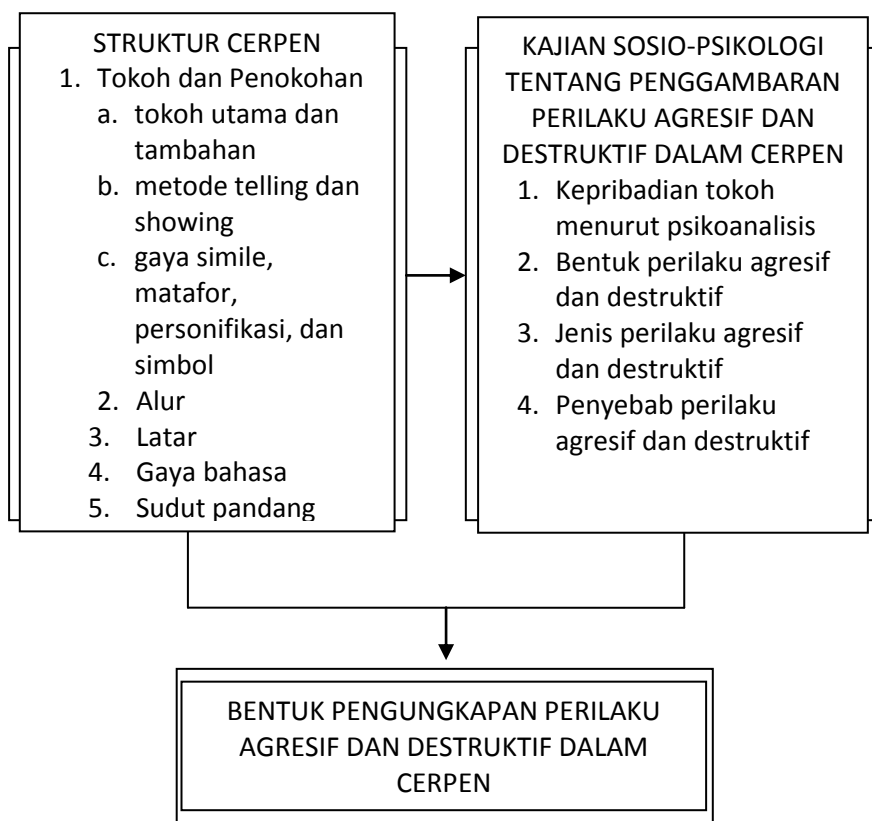 STRUKTUR CERPEN
1. Tokoh dan Penokohan
a. tokoh utama dan
tambahan
b. metode telling dan
showing
c. gaya simile,
matafor,
personifikasi, dan
simbol
2. Alur
3. Latar
4. Gaya bahasa
5. Sudut pandang
KAJIAN SOSIO-PSIKOLOGI
TENTANG PENGGAMBARAN
PERILAKU AGRESIF DAN
DESTRUKTIF DALAM CERPEN
1. Kepribadian tokoh
menurut psikoanalisis
2. Bentuk perilaku agresif
dan destruktif
3. Jenis perilaku agresif
dan destruktif
4. Penyebab perilaku
agresif dan destruktif
BENTUK PENGUNGKAPAN PERILAKU
AGRESIF DAN DESTRUKTIF DALAM
CERPEN